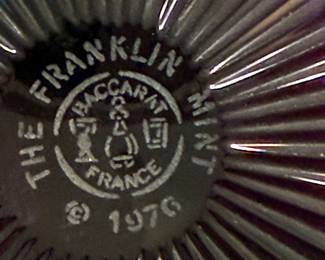 THE FRANKLIN MINT
BACCARAT
FRANCE
© 1976